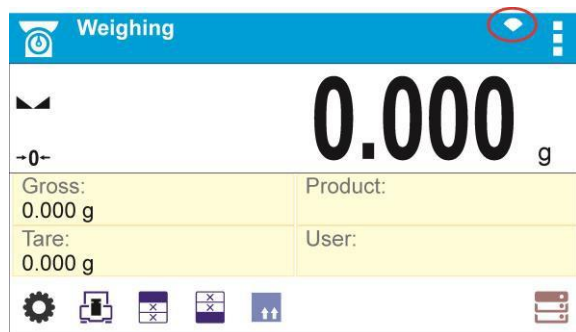 Weighing
0.000 g
→0←
Gross:
0.000 g
Product:
Tare:
0.000 g
User: